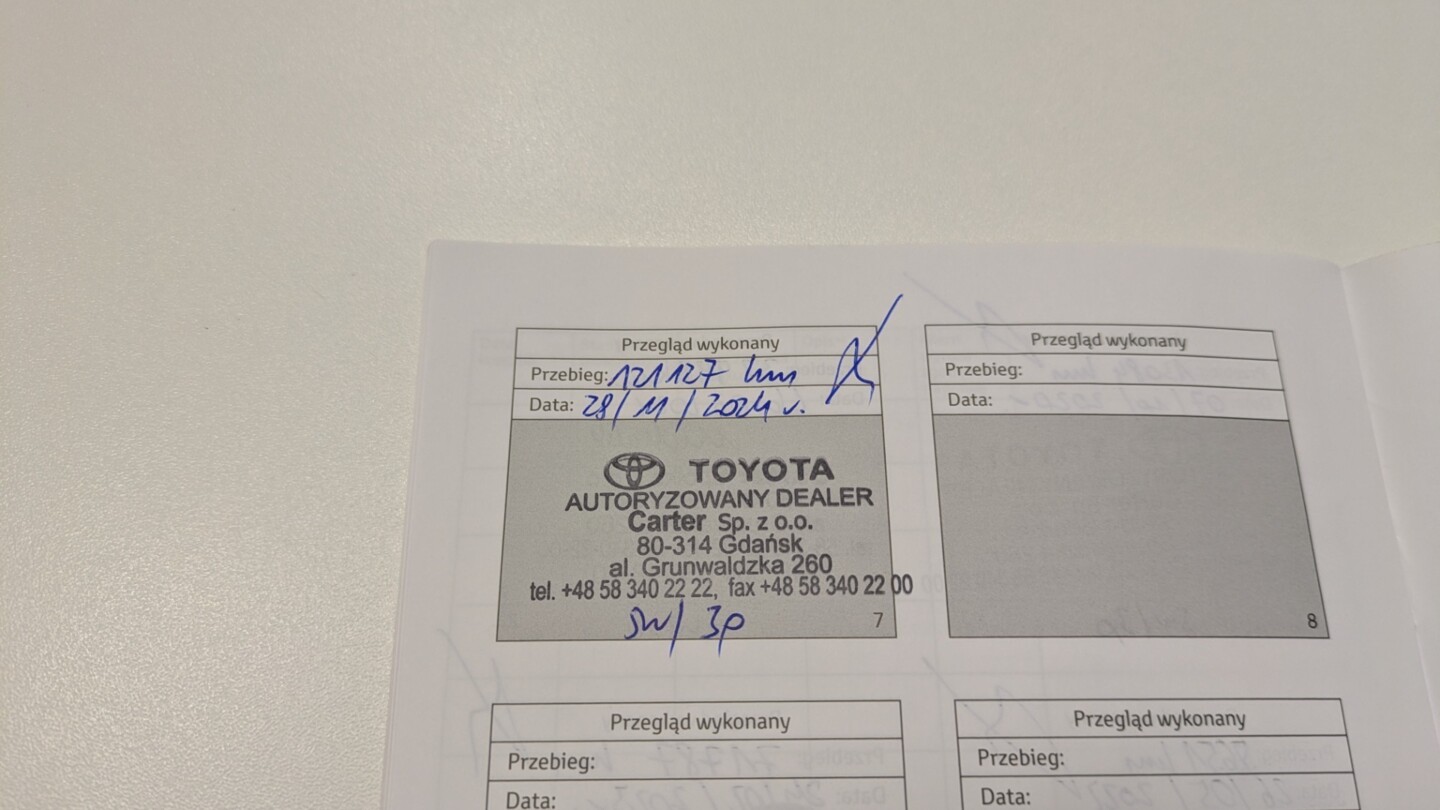 Przegląd wykonany
Przebieg: 121127 km
Data: 28/11/2024 r.
TOYOTA
AUTORYZOWANY DEALER
Carter Sp. z o.o.
80-314 Gdańsk
al. Grunwaldzka 260
tel. +48 58 340 22 22, fax +48 58 340 22 00
SW/3p
7
Przegląd wykonany
Przebieg:
Data:
8
Przegląd wykonany
Przebieg:
Data:
Przegląd wykonany
Przebieg:
Data: